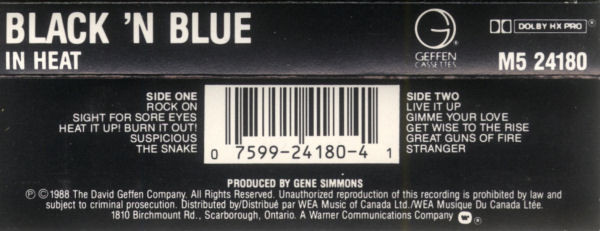 BLACK 'N BLUE
IN HEAT
GEFFEN
CASSETTES
DOLBY HX PRO
M5 24180
SIDE ONE
ROCK ON
SIGHT FOR SORE EYES
HEAT IT UP! BURN IT OUT!
SUSPICIOUS
THE SNAKE
0 7599-24180-4 1
SIDE TWO
LIVE IT UP
GIMME YOUR LOVE
GET WISE TO THE RISE
GREAT GUNS OF FIRE
STRANGER
PRODUCED BY GENE SIMMONS
℗ © 1988 The David Geffen Company. All Rights Reserved. Unauthorized reproduction of this recording is prohibited by law and
subject to criminal prosecution. Distributed/Distribué par WEA Music of Canada Ltd./WEA Musique Du Canada Ltée.
1810 Birchmount Rd., Scarborough, Ontario. A Warner Communications Company